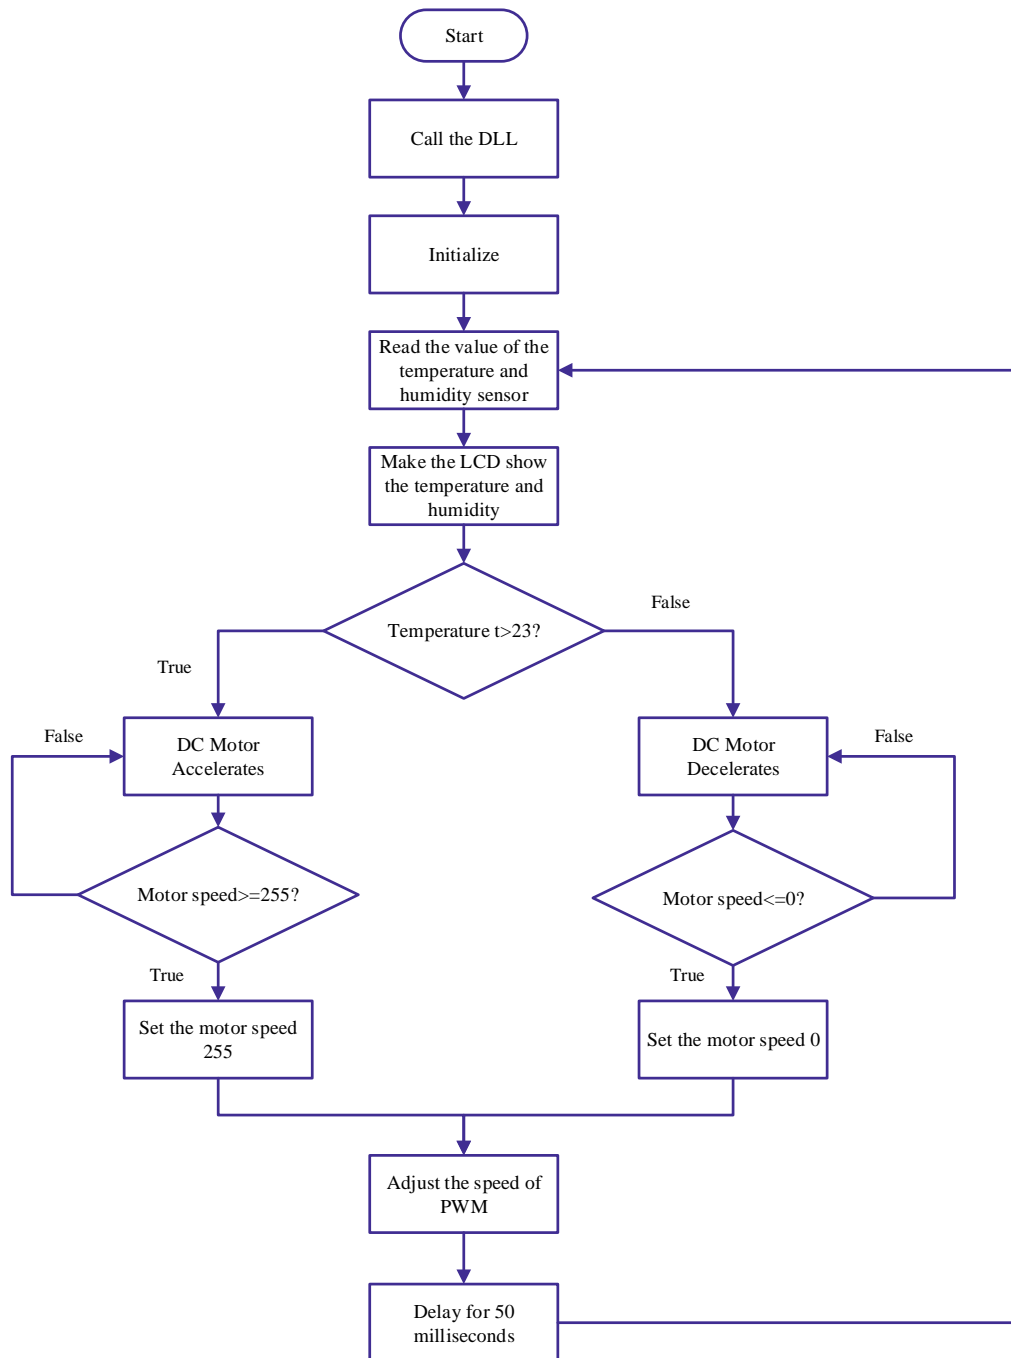 Start
Call the DLL
Initialize
Read the value of the
temperature and
humidity sensor
Make the LCD show
the temperature and
humidity
Temperature t>23?
True
False
False
DC Motor
Accelerates
DC Motor
Decelerates
False
Motor speed>=255?
Motor speed<=0?
True
True
Set the motor speed
255
Set the motor speed 0
Adjust the speed of
PWM
Delay for 50
milliseconds